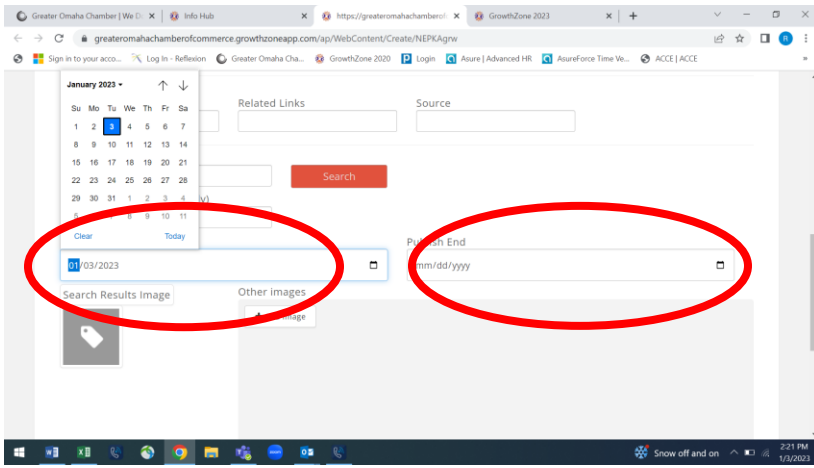 Greater Omaha Chamber | We D
Info Hub
https://greateromahachamberof
GrowthZone 2023
greateromahachamberofcommerce.growthzoneapp.com/ap/WebContent/Create/NEPKAgrw
R
Sign in to your acco...
Log In - Reflexion
Greater Omaha Cha...
GrowthZone 2020
Login
Asure | Advanced HR
AsureForce Time Ve...
ACCE | ACCE
»
January 2023
Su Mo Tu We Th Fr Sa
1 2 3 4 5 6 7
8 9 10 11 12 13 14
15 16 17 18 19 20 21
22 23 24 25 26 27 28
29 30 31 1 2 3 4
5 8 9 10 11
Clear Today
Related Links
Source
Search
y)
01/03/2023
Publish End
mm/dd/yyyy
Search Results Image
Other images
Image
Snow off and on
2:21 PM
1/3/2023